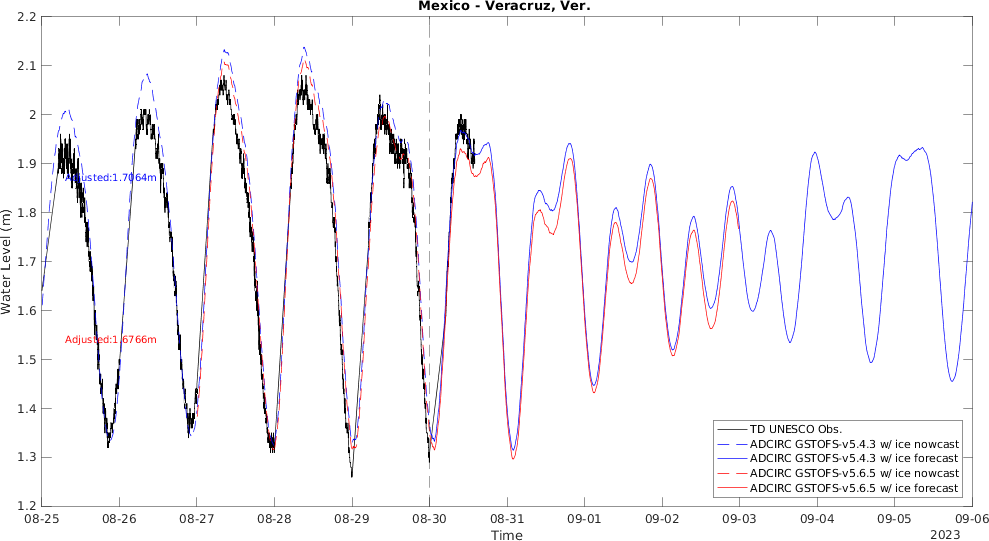 Mexico - Veracruz, Ver.
2.2
2.1
2
1.9
1.8
1.7
1.6
1.5
1.4
1.3
1.2
Water Level (m)
Adjusted:1.7064m
Adjusted:1.6766m
TD UNESCO Obs.
ADCIRC GSTOFS-v5.4.3 w/ ice nowcast
ADCIRC GSTOFS-v5.4.3 w/ ice forecast
ADCIRC GSTOFS-v5.6.5 w/ ice nowcast
ADCIRC GSTOFS-v5.6.5 w/ ice forecast
08-25 08-26 08-27 08-28 08-29 08-30 08-31 09-01 09-02 09-03 09-04 09-05 09-06
Time
2023